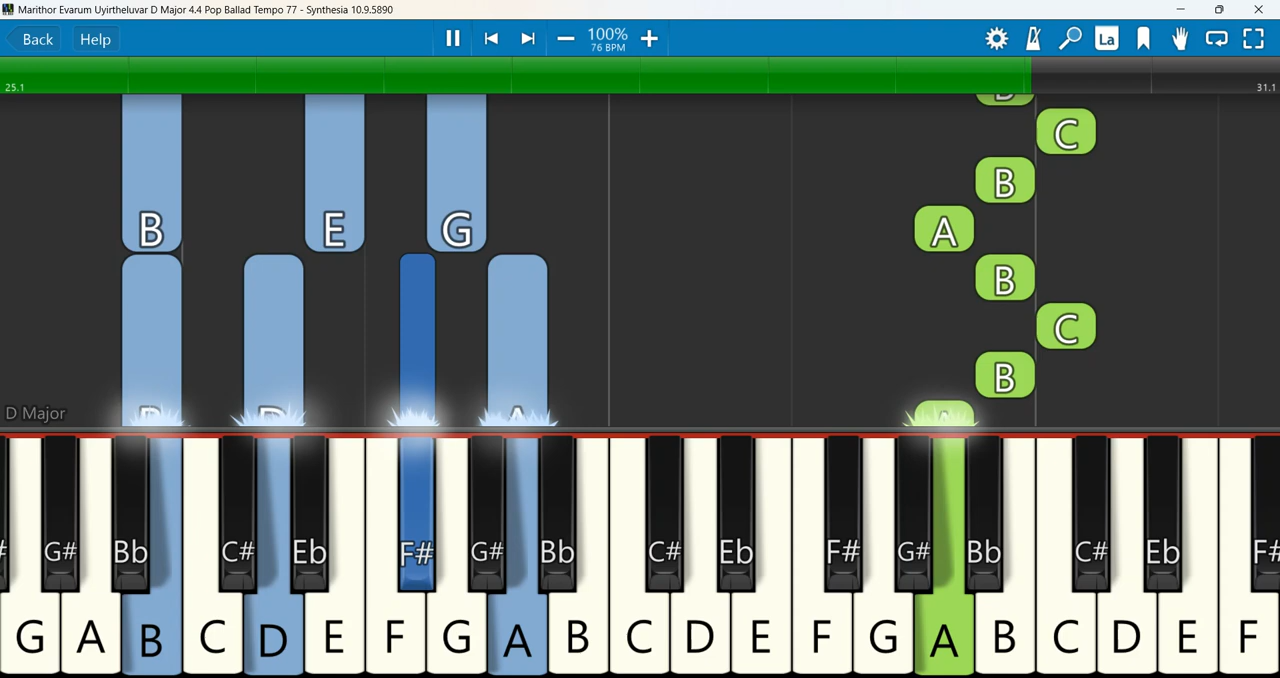 Marithor Evarum Uyirtheluvar D Major 4.4 Pop Ballad Tempo 77 - Synthesia 10.9.5890
Back Help 100% La
76 BPM
25.1 31.1
B
C
B
B E G A
B
C
B
D Major B D A A
G# Bb C# Eb F# G# Bb C# Eb F# G# Bb C# Eb F#
G A B C D E F G A B C D E F G A B C D E F